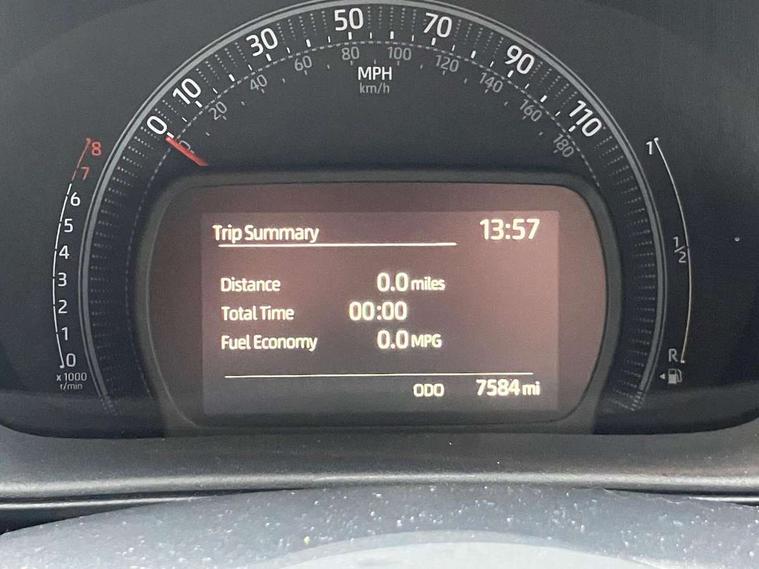 0 10 30 50 70 90 110
0 20 40 60 80 100 120 140 160 180
MPH
km/h
8
7
6
5
4
3
2
1
0
x 1000
r/min
1
1/2
R
Trip Summary 13:57
Distance 0.0 miles
Total Time 00:00
Fuel Economy 0.0 MPG
ODO 7584 mi